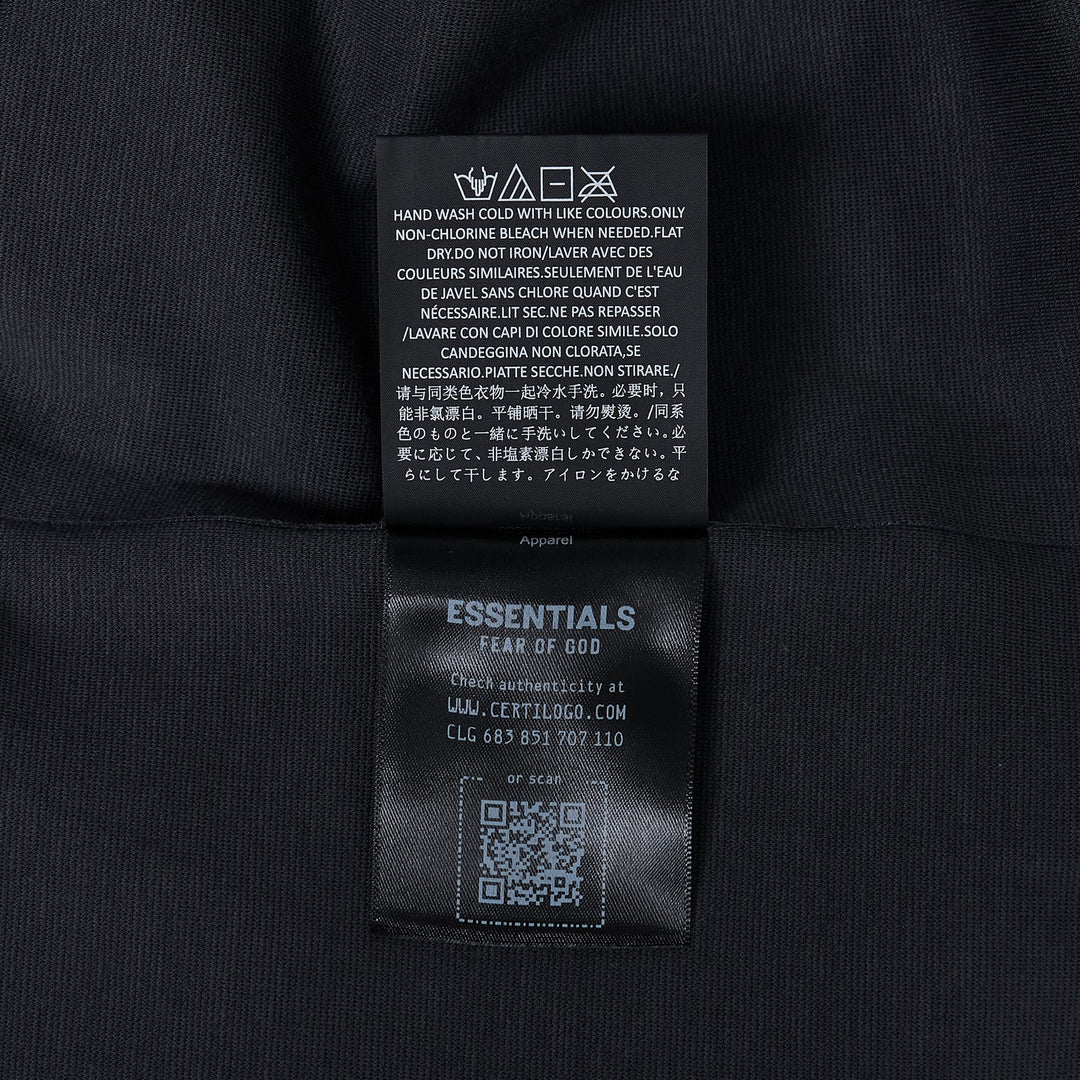 HAND WASH COLD WITH LIKE COLOURS.ONLY
NON-CHLORINE BLEACH WHEN NEEDED.FLAT
DRY.DO NOT IRON/LAVER AVEC DES
COULEURS SIMILAIRES.SEULEMENT DE L'EAU
DE JAVEL SANS CHLORE QUAND C'EST
NÉCESSAIRE.LIT SEC.NE PAS REPASSER
/LAVARE CON CAPI DI COLORE SIMILE.SOLO
CANDEGGINA NON CLORATA,SE
NECESSARIO.PIATTE SECCHE.NON STIRARE./
请与同类色衣物一起冷水手洗。必要时，只
能非氯漂白。平铺晒干。请勿熨烫。/同系
色のものと一緒に手洗いしてください。必
要に応じて、非塩素漂白しかできない。平
らにして干します。アイロンをかけるな
Apparel
ESSENTIALS
FEAR OF GOD
Check authenticity at
WWW.CERTILOGO.COM
CLG 683 851 707 110
or scan